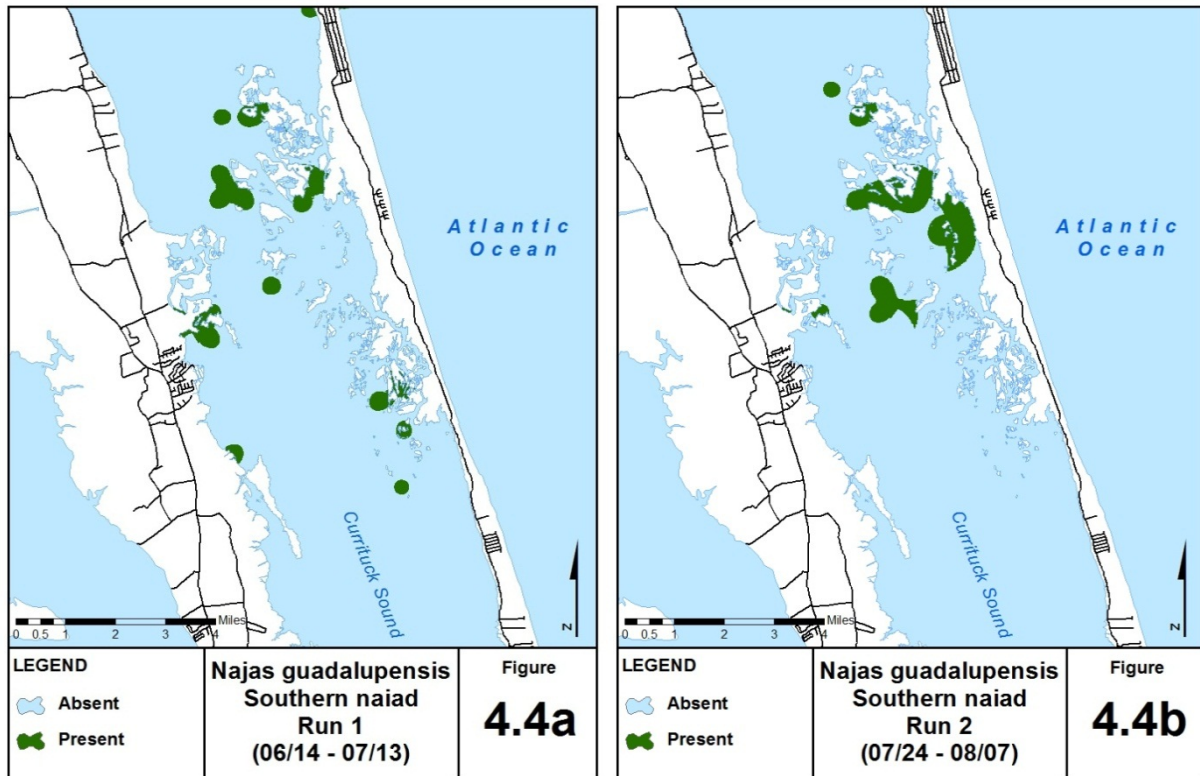 Atlantic
Ocean
Currituck Sound
Miles
0 0.5 1 2 3 4
N
LEGEND
Absent
Present
Najas guadalupensis
Southern naiad
Run 1
(06/14 - 07/13)
Figure
4.4a
Atlantic
Ocean
Currituck Sound
Miles
0 0.5 1 2 3 4
N
LEGEND
Absent
Present
Najas guadalupensis
Southern naiad
Run 2
(07/24 - 08/07)
Figure
4.4b